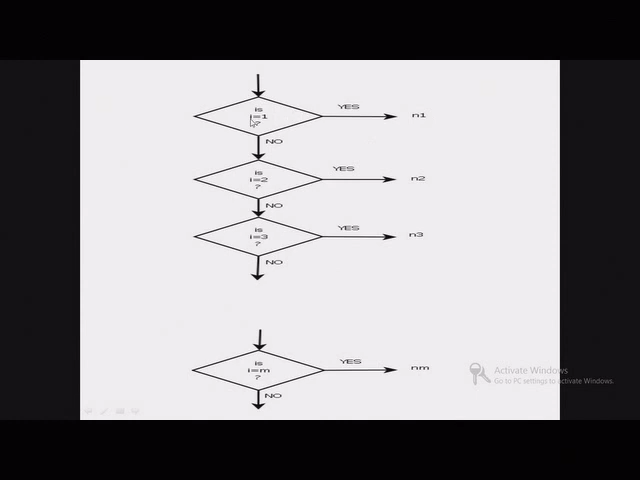 is
i=1
?
YES
n1
NO
is
i=2
?
YES
n2
NO
is
i=3
?
YES
n3
NO
is
i=m
?
YES
nm
NO
Activate Windows
Go to PC settings to activate Windows.